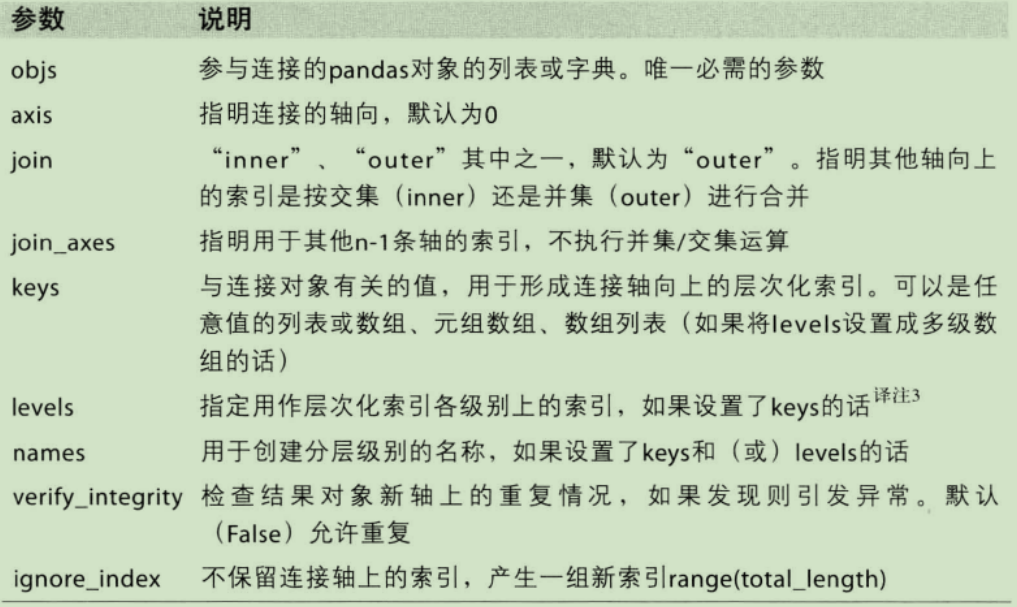 参数 说明
objs 参与连接的pandas对象的列表或字典。唯一必需的参数
axis 指明连接的轴向，默认为0
join “inner”、“outer”其中之一，默认为“outer”。指明其他轴向上
的索引是按交集（inner）还是并集（outer）进行合并
join_axes 指明用于其他n-1条轴的索引，不执行并集/交集运算
keys 与连接对象有关的值，用于形成连接轴向上的层次化索引。可以是任
意值的列表或数组、元组数组、数组列表（如果将levels设置成多级数
组的话）
levels 指定用作层次化索引各级别上的索引，如果设置了keys的话译注3
names 用于创建分层级别的名称，如果设置了keys和（或）levels的话
verify_integrity 检查结果对象新轴上的重复情况，如果发现则引发异常。默认
（False）允许重复
ignore_index 不保留连接轴上的索引，产生一组新索引range(total_length)